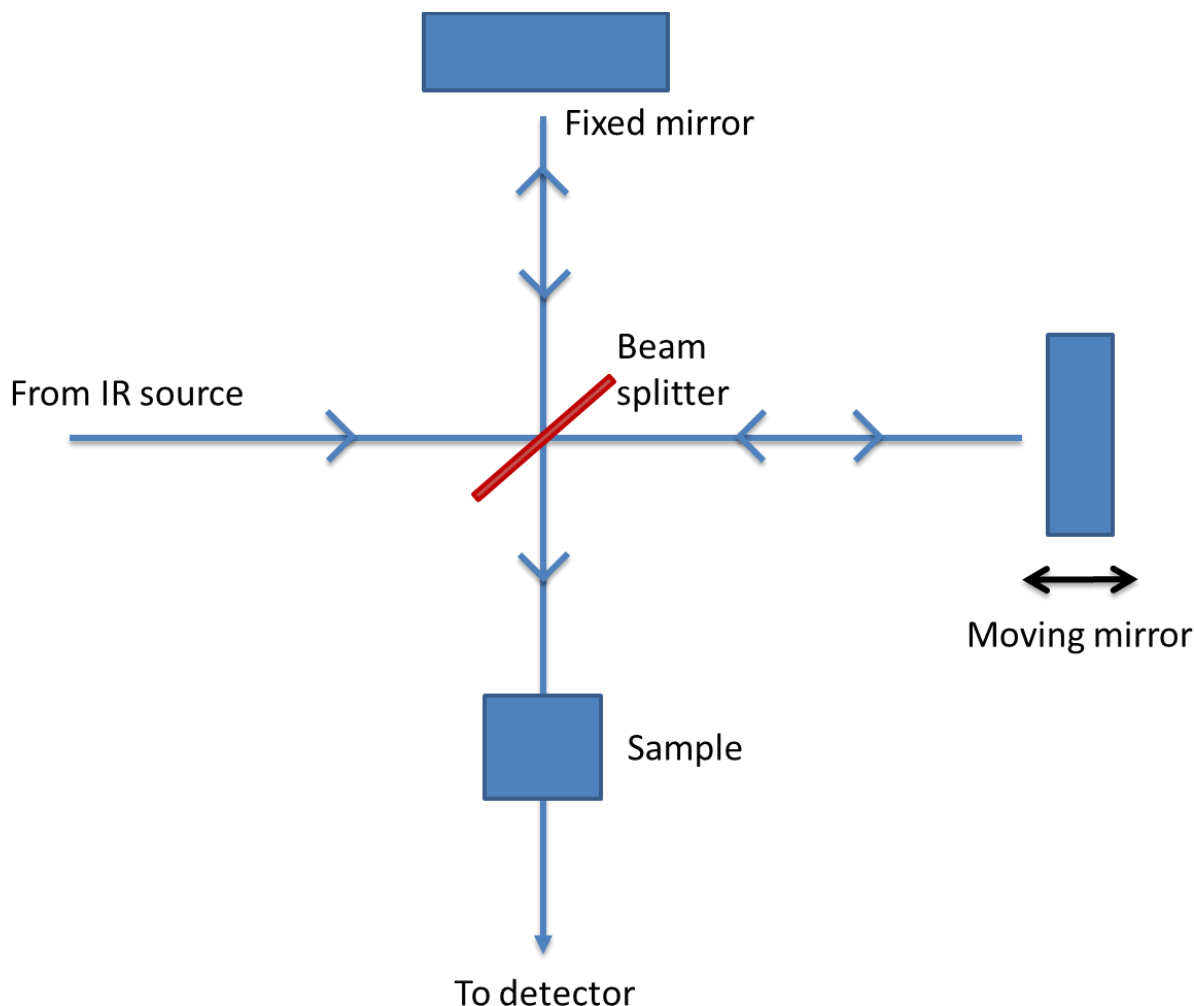 Fixed mirror
Beam
splitter
From IR source
Moving mirror
Sample
To detector